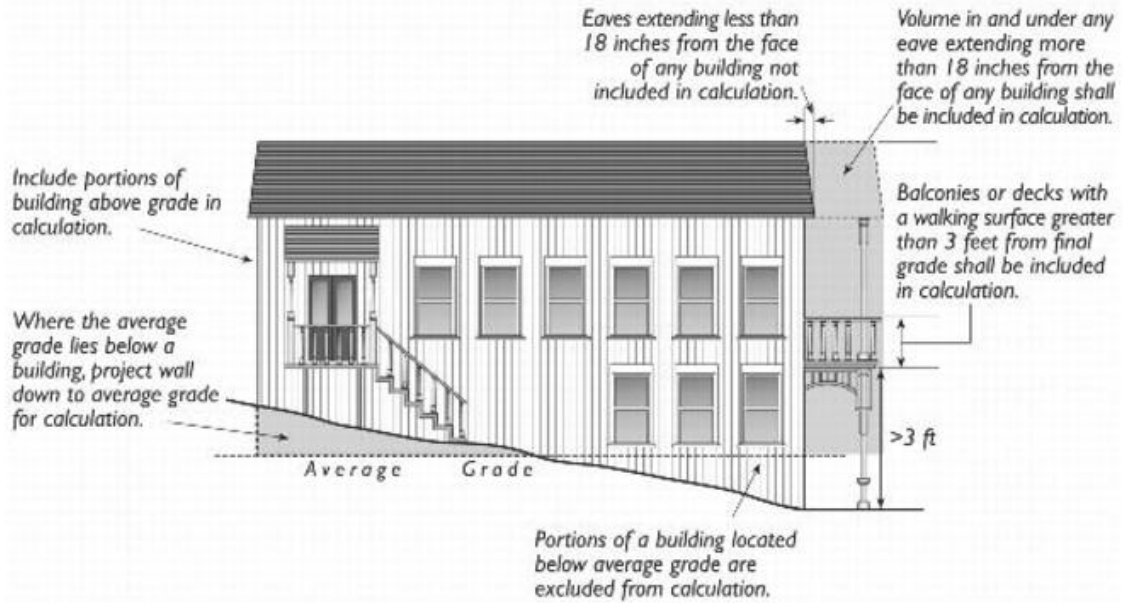 Eaves extending less than
18 inches from the face
of any building not
included in calculation.
Volume in and under any
eave extending more
than 18 inches from the
face of any building shall
be included in calculation.
Include portions of
building above grade in
calculation.
Balconies or decks with
a walking surface greater
than 3 feet from final
grade shall be included
in calculation.
Where the average
grade lies below a
building, project wall
down to average grade
for calculation.
>3 ft
Average Grade
Portions of a building located
below average grade are
excluded from calculation.